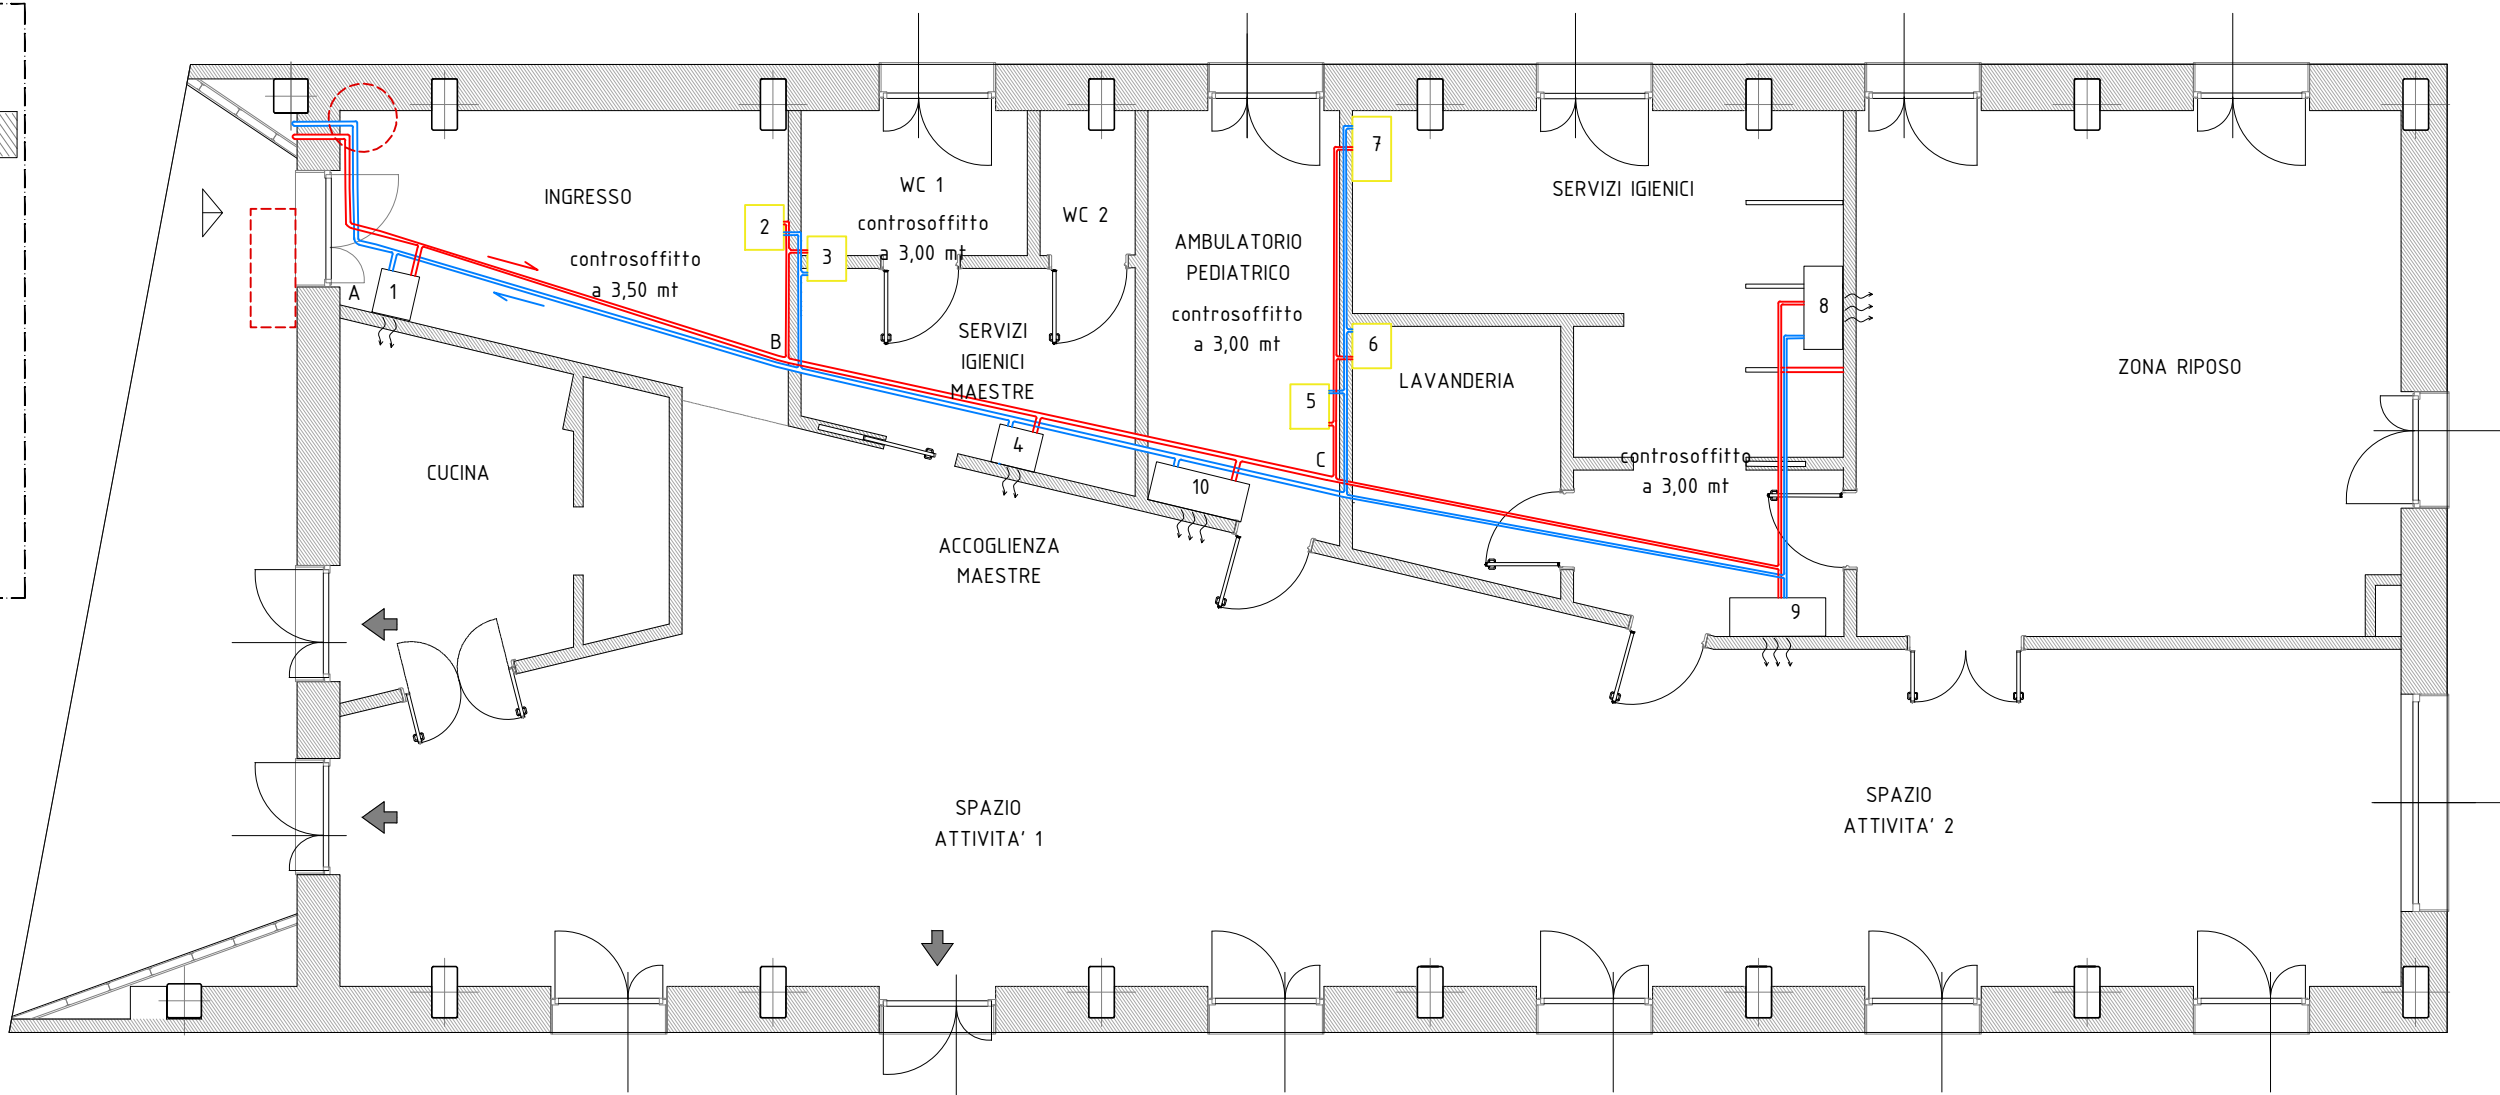 INGRESSO
controsoffitto
a 3,50 mt
A
1
B
2
3
WC 1
controsoffitto
a 3,00 mt
WC 2
SERVIZI
IGIENICI
MAESTRE
4
AMBULATORIO
PEDIATRICO
controsoffitto
a 3,00 mt
10
C
5
6
7
SERVIZI IGIENICI
LAVANDERIA
8
controsoffitto
a 3,00 mt
9
ZONA RIPOSO
CUCINA
ACCOGLIENZA
MAESTRE
SPAZIO
ATTIVITA' 1
SPAZIO
ATTIVITA' 2